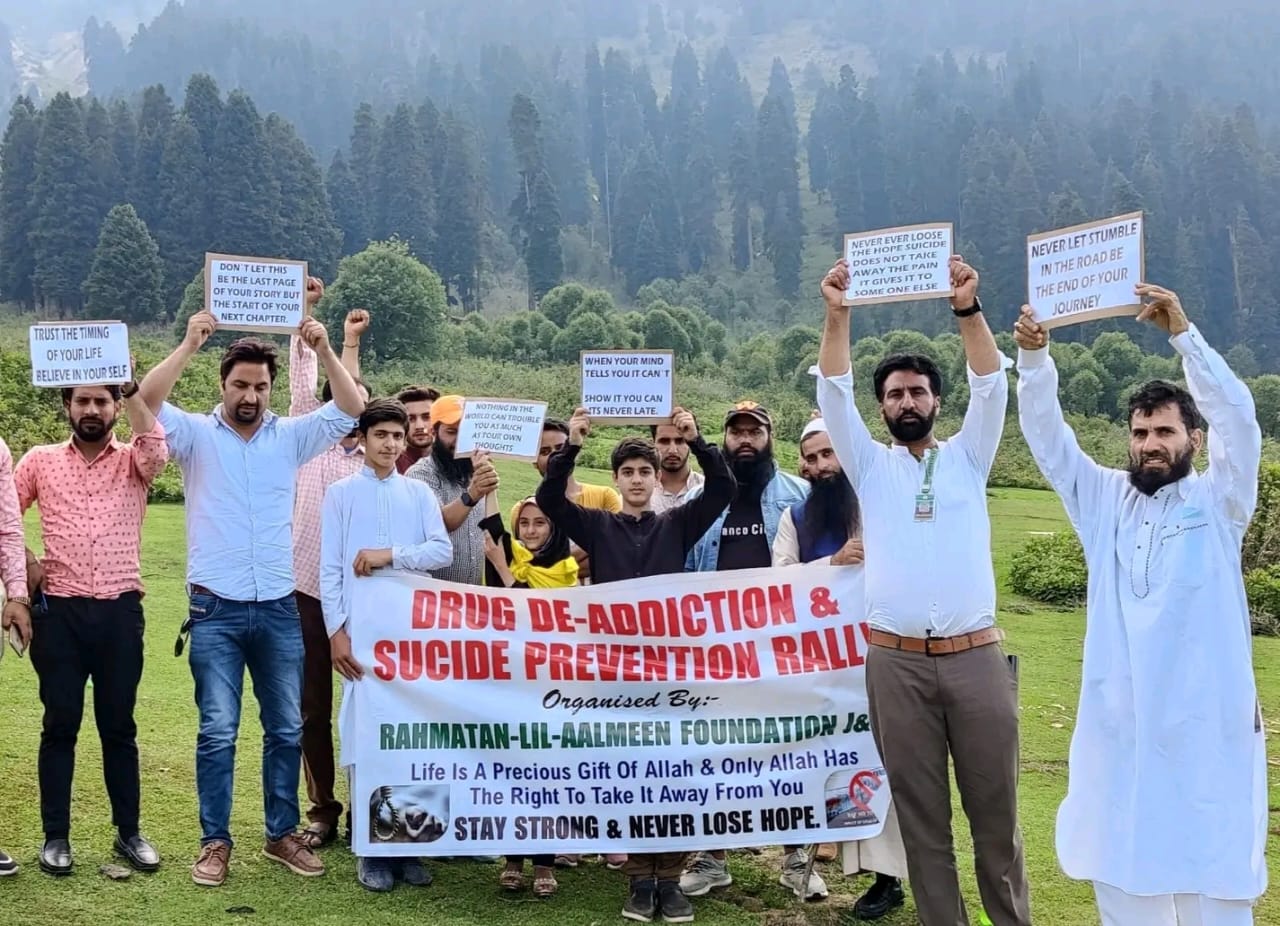 TRUST THE TIMING
OF YOUR LIFE
BELIEVE IN YOUR SELF
DON`T LET THIS
BE THE LAST PAGE
OF YOUR STORY BUT
THE START OF YOUR
NEXT CHAPTER.
NOTHING IN THE
WORLD CAN TROUBLE
YOU AS MUCH
AS YOUR OWN
THOUGHTS
WHEN YOUR MIND
TELLS YOU IT CAN`T
SHOW IT YOU CAN
ITS NEVER LATE.
NEVER EVER LOOSE
THE HOPE SUICIDE
DOES NOT TAKE
AWAY THE PAIN
IT GIVES IT TO
SOME ONE ELSE
NEVER LET STUMBLE
IN THE ROAD BE
THE END OF YOUR
JOURNEY
DRUG DE-ADDICTION &
SUCIDE PREVENTION RALLY
Organised By:-
RAHMATAN-LIL-AALMEEN FOUNDATION J&
Life Is A Precious Gift Of Allah & Only Allah Has
The Right To Take It Away From You
STAY STRONG & NEVER LOSE HOPE.